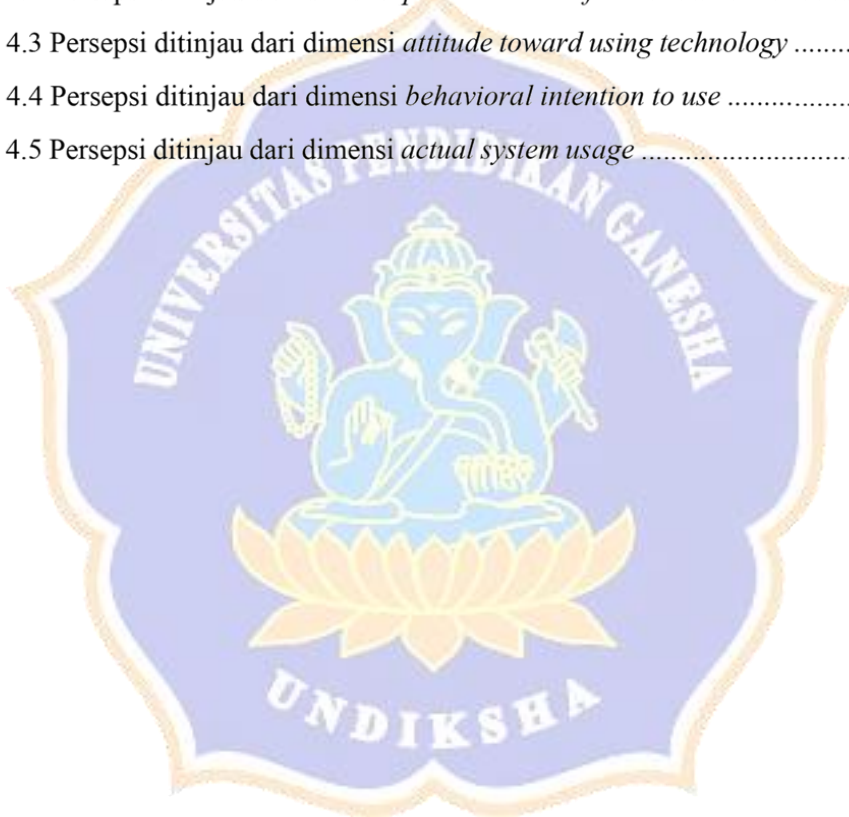 4.3 Persepsi ditinjau dari dimensi attitude toward using technology ........
4.4 Persepsi ditinjau dari dimensi behavioral intention to use .................
4.5 Persepsi ditinjau dari dimensi actual system usage .............................
UNIVERSITAS PENDIDIKAN GANESHA
UNDIKSHA